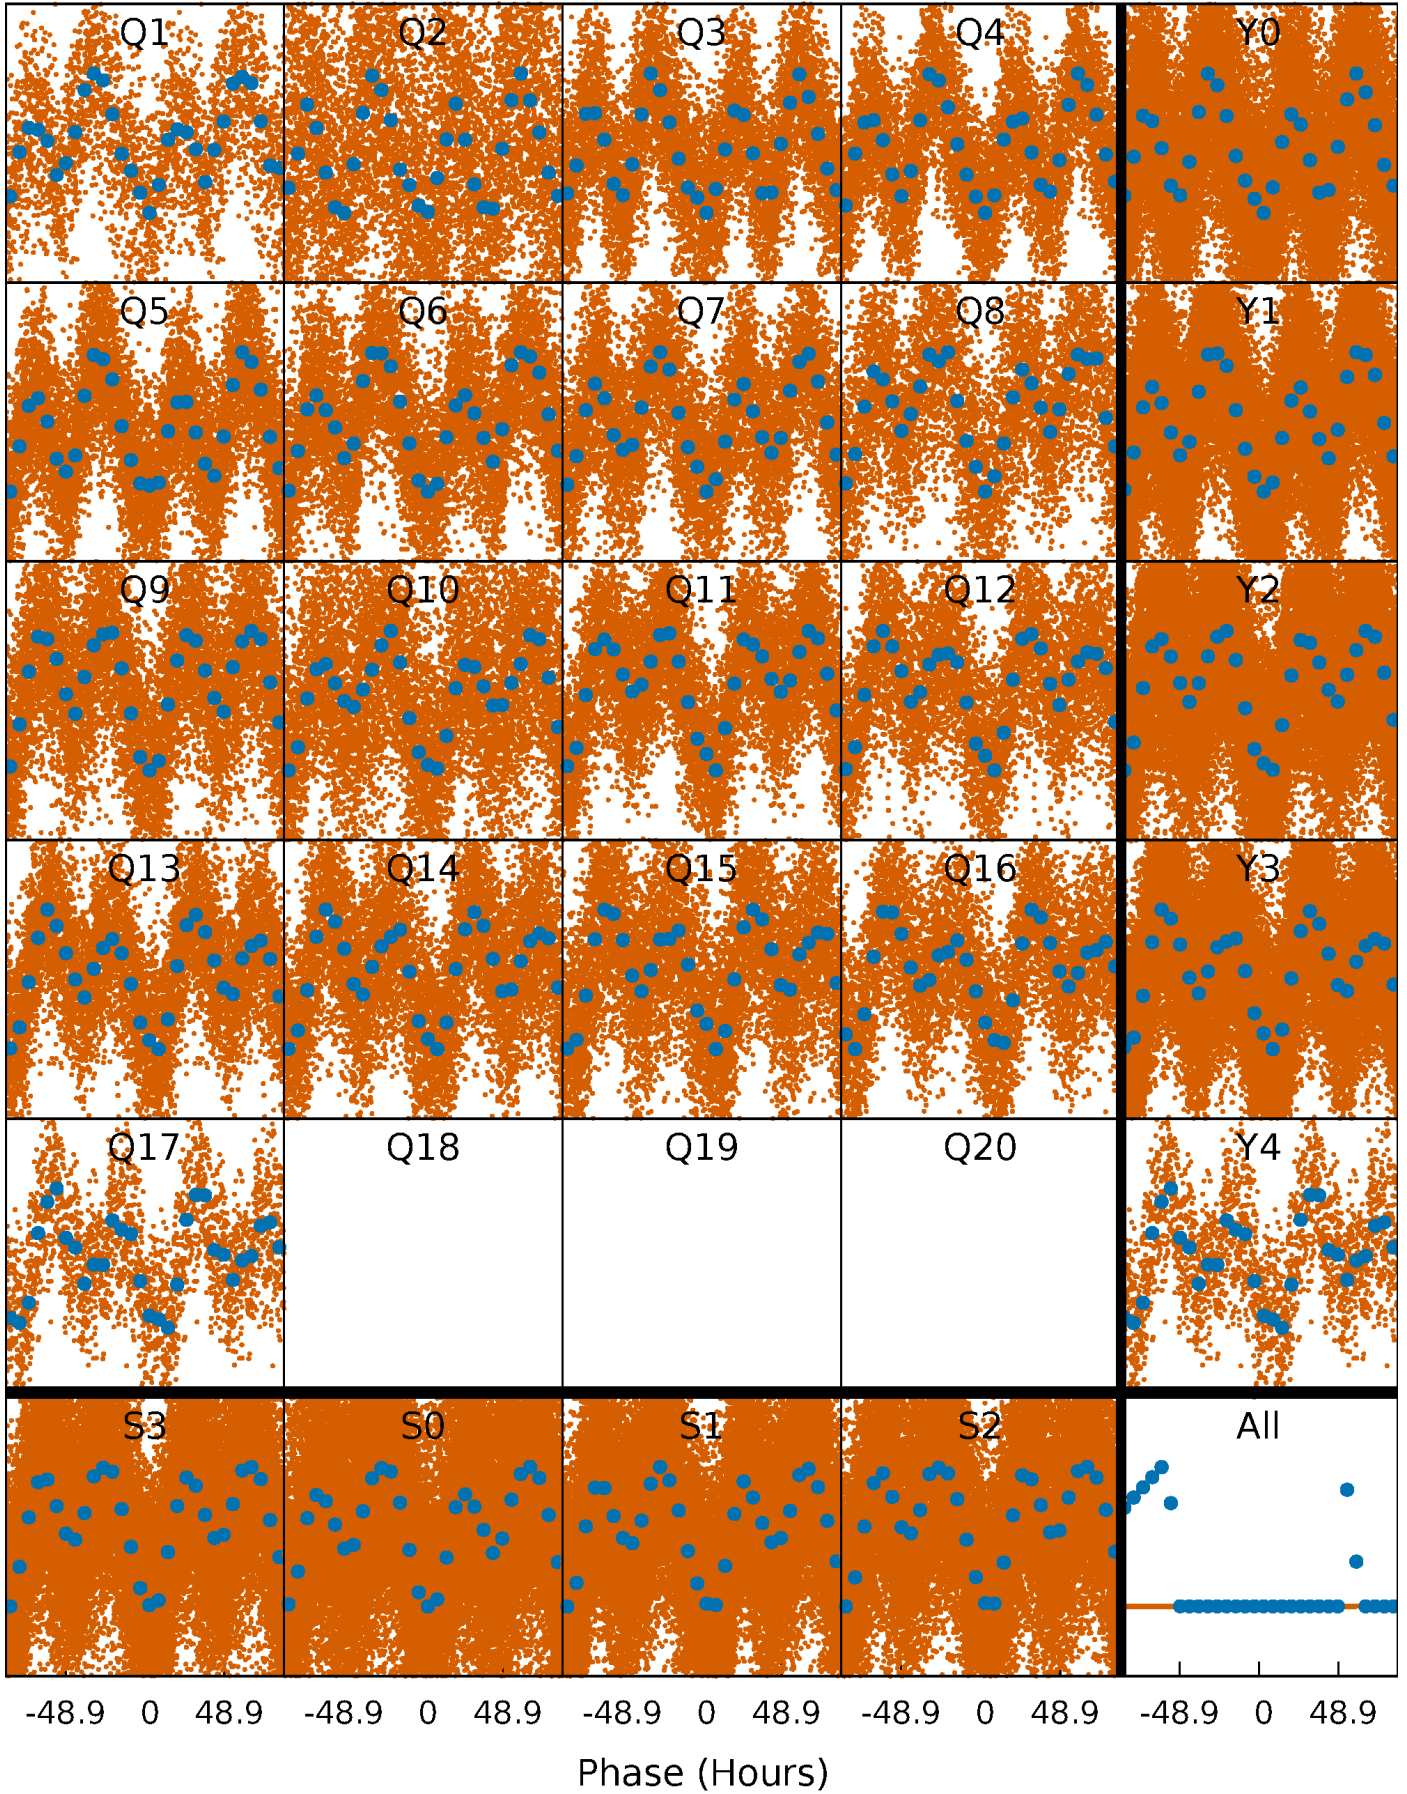 Q1 Q2 Q3 Q4 Y0
Q5 Q6 Q7 Q8 Y1
Q9 Q10 Q11 Q12 Y2
Q13 Q14 Q15 Q16 Y3
Q17 Q18 Q19 Q20 Y4
S3 S0 S1 S2 All
-48.9 0 48.9 -48.9 0 48.9 -48.9 0 48.9 -48.9 0 48.9 -48.9 0 48.9
Phase (Hours)